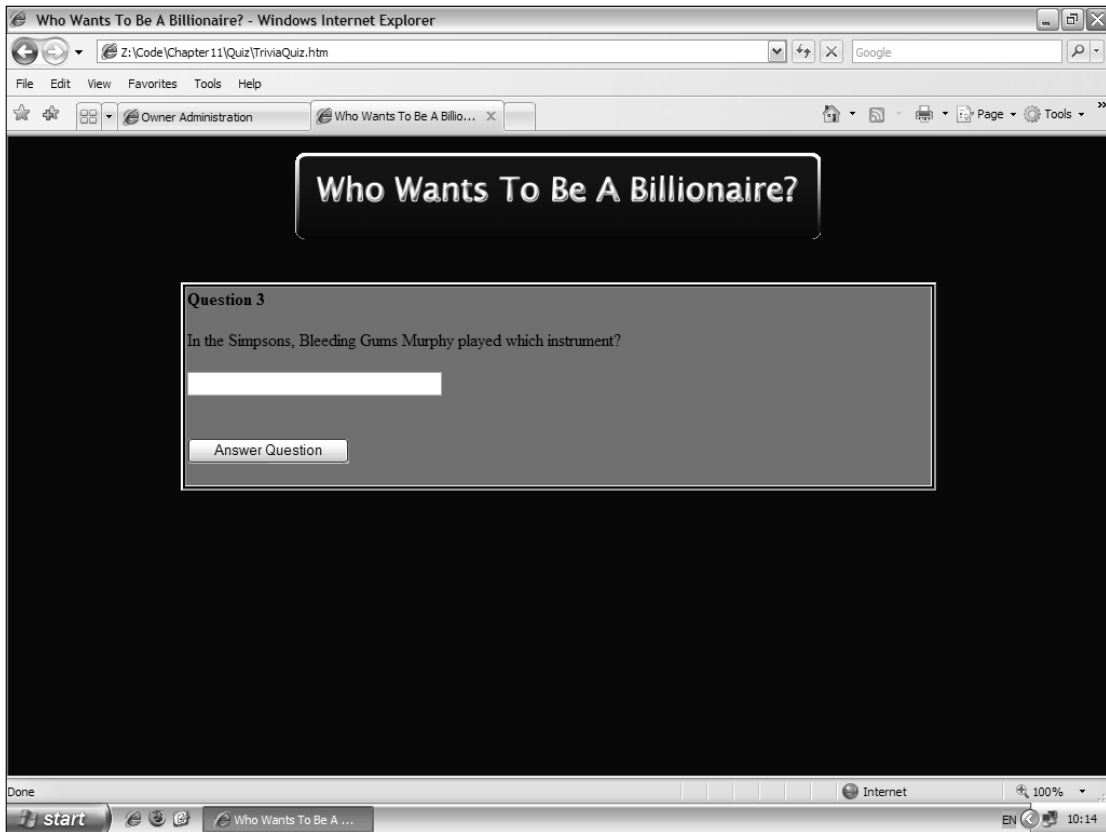 Who Wants To Be A Billionaire? - Windows Internet Explorer
Z:\Code\Chapter11\Quiz\TriviaQuiz.htm
Google
File Edit View Favorites Tools Help
Owner Administration
Who Wants To Be A Billio...
Page
Tools
»
Who Wants To Be A Billionaire?
Question 3
In the Simpsons, Bleeding Gums Murphy played which instrument?
Answer Question
Done
Internet
100%
start
Who Wants To Be A ...
EN
10:14